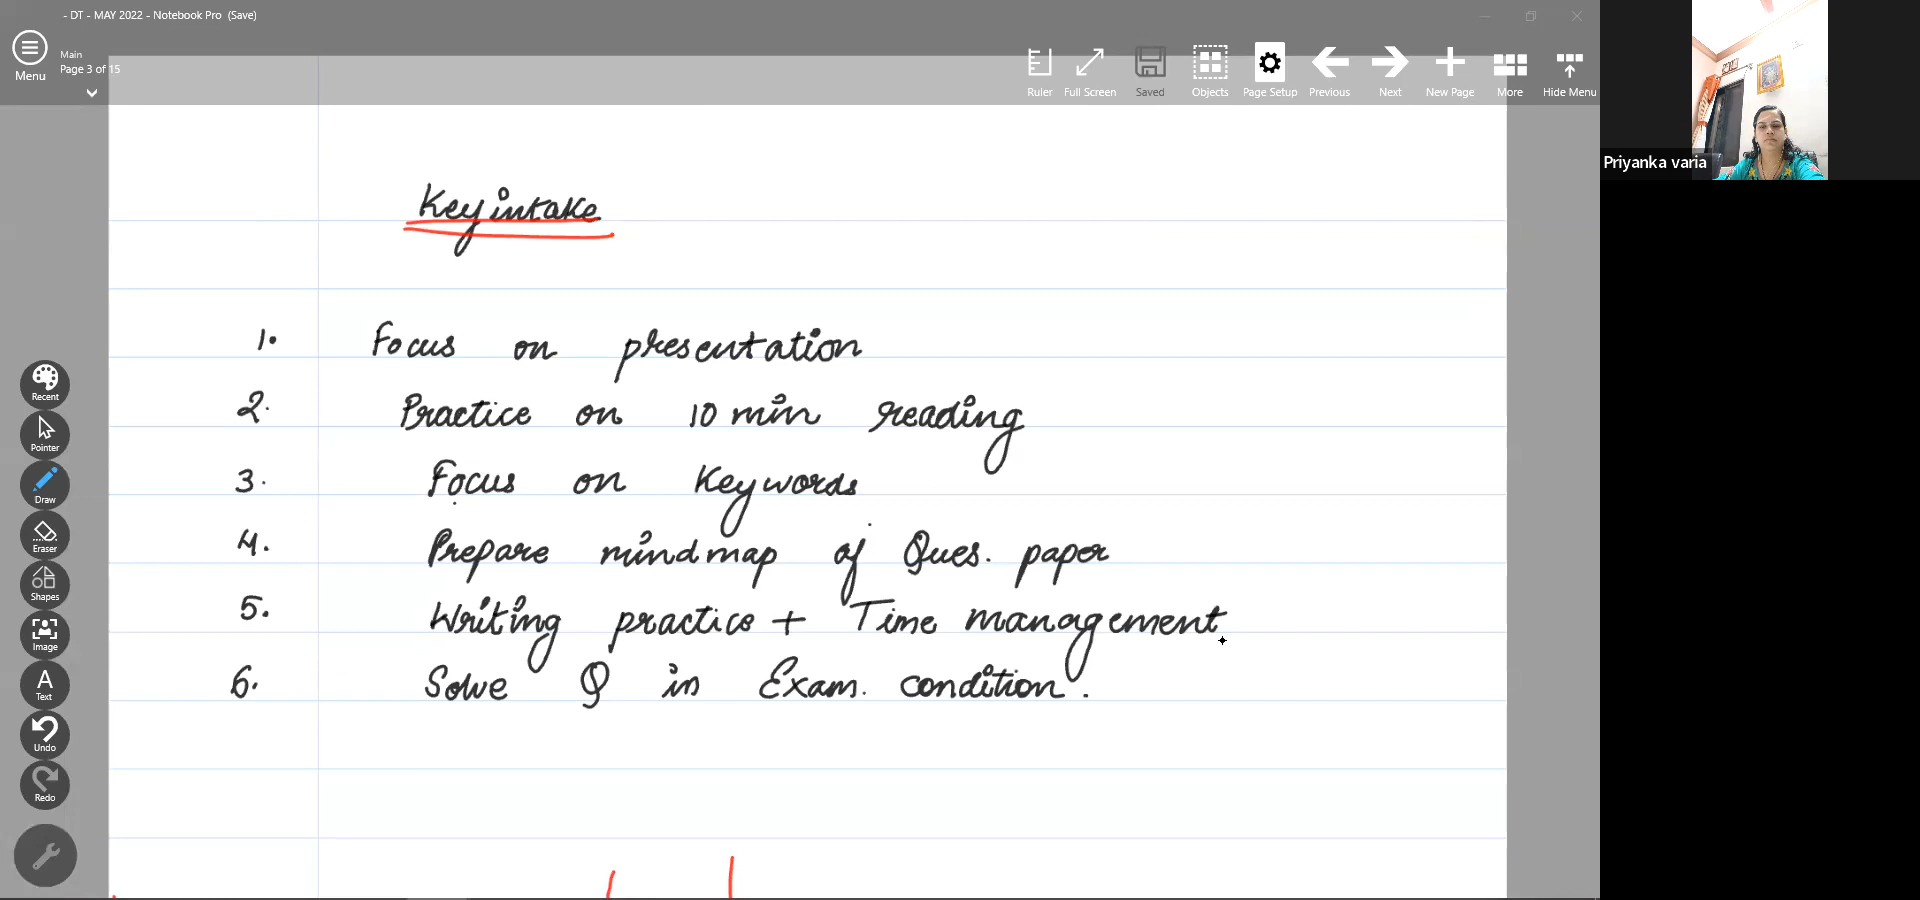 - DT - MAY 2022 - Notebook Pro (Save)
Menu
Main
Page 3 of 15
Ruler
Full Screen
Saved
Objects
Page Setup
Previous
Next
New Page
More
Hide Menu
Priyanka varia
Key intake
1. Focus on presentation
2. Practice on 10 min reading
3. Focus on Keywords
4. Prepare mindmap of Ques. paper
5. Writing practice + Time management
6. Solve Q in Exam. condition.
Recent
Pointer
Draw
Eraser
Shapes
Image
A
Text
Undo
Redo